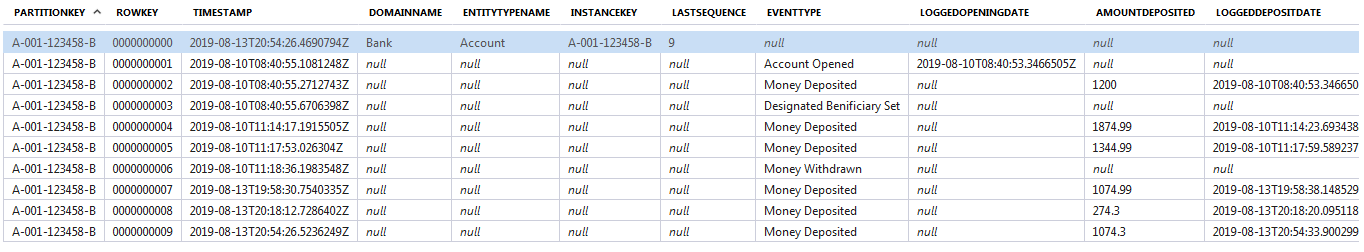 PARTITIONKEY ROWKEY TIMESTAMP DOMAINNAME ENTITYTYPENAME INSTANCEKEY LASTSEQUENCE EVENTTYPE LOGGEDOPENINGDATE AMOUNTDEPOSITED LOGGEDDEPOSITDATE
A-001-123458-B 0000000000 2019-08-13T20:54:26.4690794Z Bank Account A-001-123458-B 9 null null null null
A-001-123458-B 0000000001 2019-08-10T08:40:55.1081248Z null null null null Account Opened 2019-08-10T08:40:53.3466505Z null null
A-001-123458-B 0000000002 2019-08-10T08:40:55.2712743Z null null null null Money Deposited null 1200 2019-08-10T08:40:53.346650
A-001-123458-B 0000000003 2019-08-10T08:40:55.6706398Z null null null null Designated Benificiary Set null null null
A-001-123458-B 0000000004 2019-08-10T11:14:17.1915505Z null null null null Money Deposited null 1874.99 2019-08-10T11:14:23.693438
A-001-123458-B 0000000005 2019-08-10T11:17:53.026304Z null null null null Money Deposited null 1344.99 2019-08-10T11:17:59.589237
A-001-123458-B 0000000006 2019-08-10T11:18:36.1983548Z null null null null Money Withdrawn null null null
A-001-123458-B 0000000007 2019-08-13T19:58:30.7540335Z null null null null Money Deposited null 1074.99 2019-08-13T19:58:38.148529
A-001-123458-B 0000000008 2019-08-13T20:18:12.7286402Z null null null null Money Deposited null 274.3 2019-08-13T20:18:20.095118
A-001-123458-B 0000000009 2019-08-13T20:54:26.5236249Z null null null null Money Deposited null 1074.3 2019-08-13T20:54:33.900299